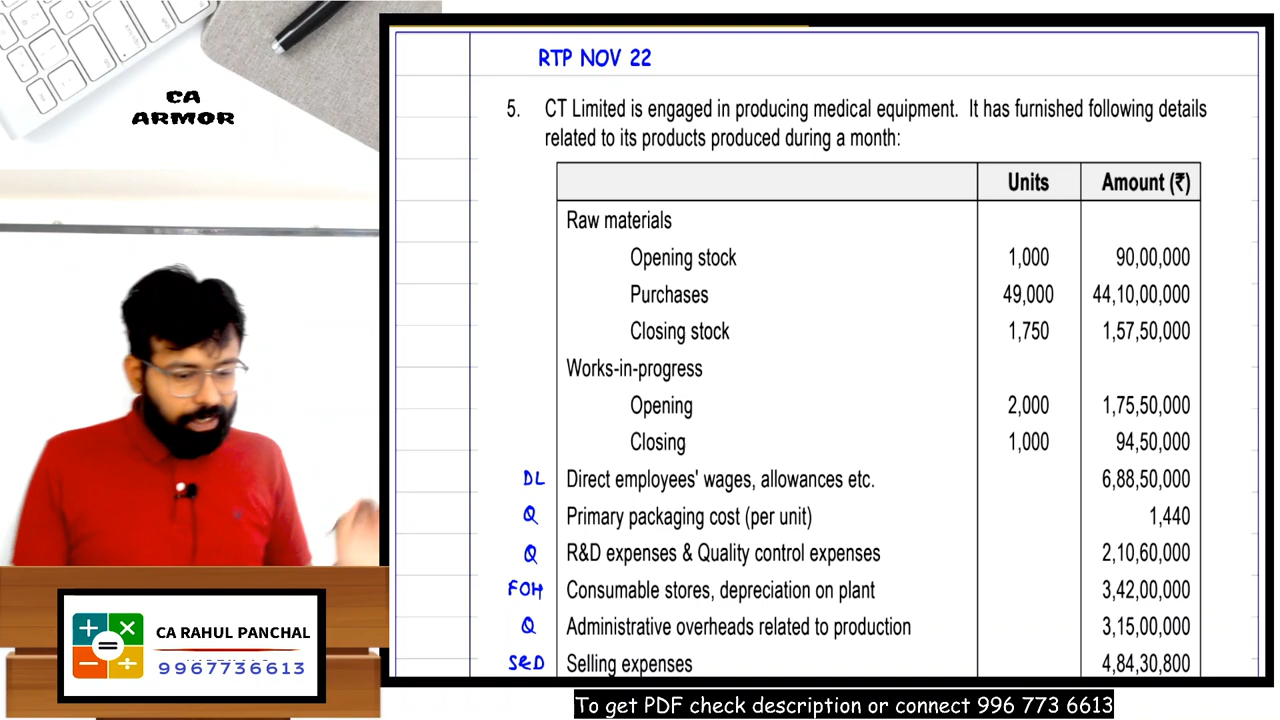 CA
ARMOR
RTP NOV 22
5. CT Limited is engaged in producing medical equipment. It has furnished following details
related to its products produced during a month:
Units Amount (₹)
Raw materials
Opening stock 1,000 90,00,000
Purchases 49,000 44,10,00,000
Closing stock 1,750 1,57,50,000
Works-in-progress
Opening 2,000 1,75,50,000
Closing 1,000 94,50,000
DL Direct employees' wages, allowances etc. 6,88,50,000
Q Primary packaging cost (per unit) 1,440
Q R&D expenses & Quality control expenses 2,10,60,000
FOH Consumable stores, depreciation on plant 3,42,00,000
Q Administrative overheads related to production 3,15,00,000
S&D Selling expenses 4,84,30,800
CA RAHUL PANCHAL
9967736613
To get PDF check description or connect 996 773 6613